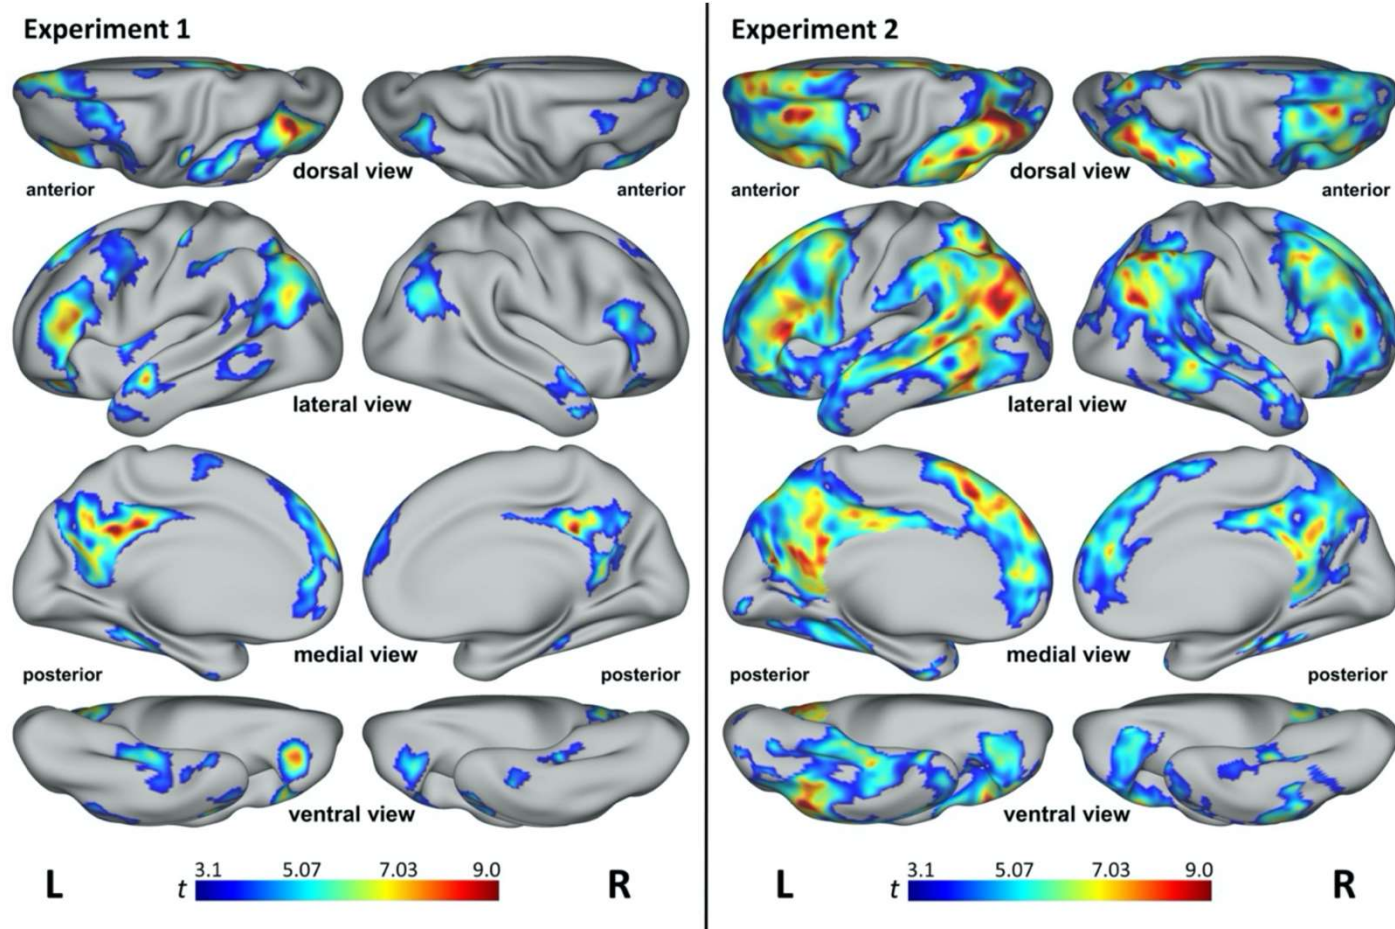 Experiment 1
Experiment 2
dorsal view
dorsal view
anterior
anterior
anterior
anterior
lateral view
lateral view
medial view
medial view
posterior
posterior
posterior
posterior
ventral view
ventral view
L
3.1 5.07 7.03 9.0
t
R
L
3.1 5.07 7.03 9.0
t
R